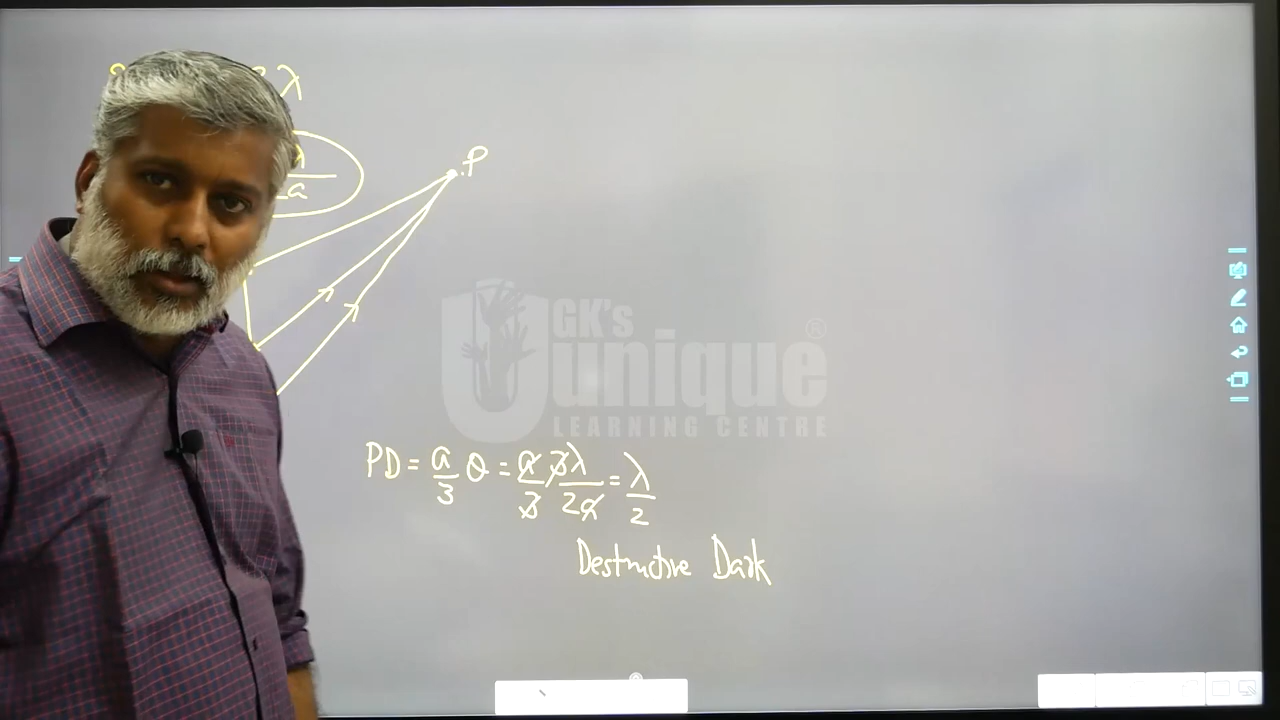 λ
a
P
GK's
unique ®
LEARNING CENTRE
PD = a/3 θ = a/3 × 3λ/2a = λ/2
Destructive Dark